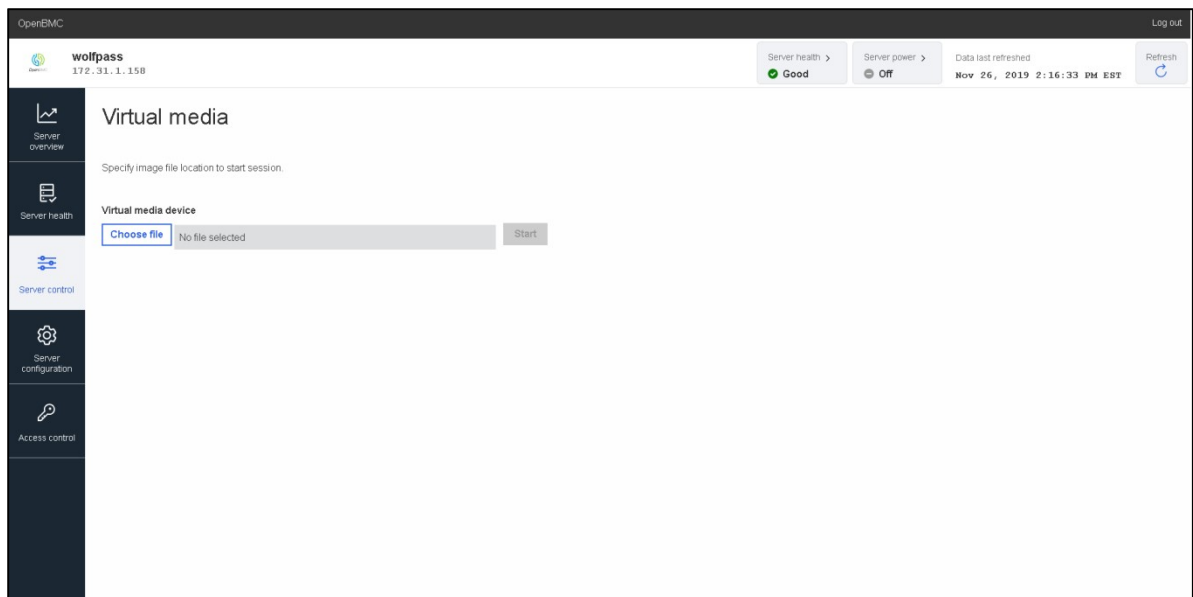 OpenBMC
Log out
wolfpass
172.31.1.158
Server health >
Good
Server power >
Off
Data last refreshed
Nov 26, 2019 2:16:33 PM EST
Refresh
Server
overview
Server health
Server control
Server
configuration
Access control
Virtual media
Specify image file location to start session.
Virtual media device
Choose file
No file selected
Start